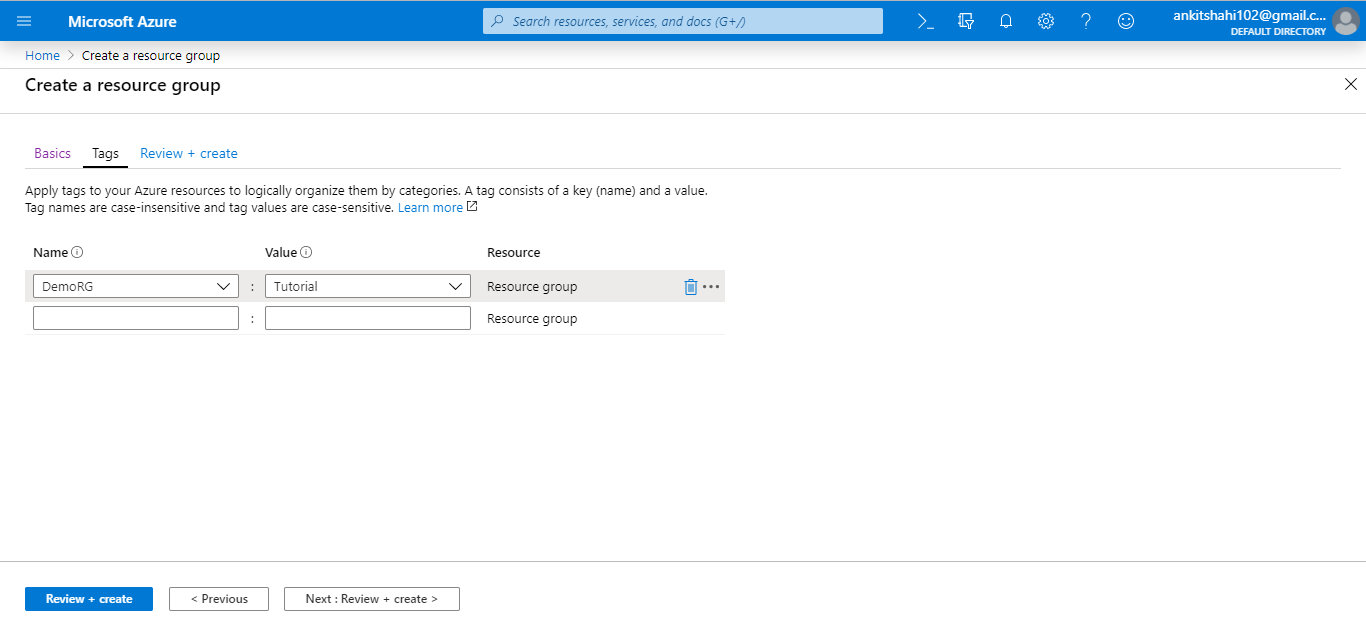 Microsoft Azure
Search resources, services, and docs (G+/)
ankitshahi102@gmail.c...
DEFAULT DIRECTORY
Home > Create a resource group
Create a resource group
Basics Tags Review + create
Apply tags to your Azure resources to logically organize them by categories. A tag consists of a key (name) and a value.
Tag names are case-insensitive and tag values are case-sensitive. Learn more
Name Value Resource
DemoRG : Tutorial Resource group
: Resource group
Review + create < Previous Next : Review + create >